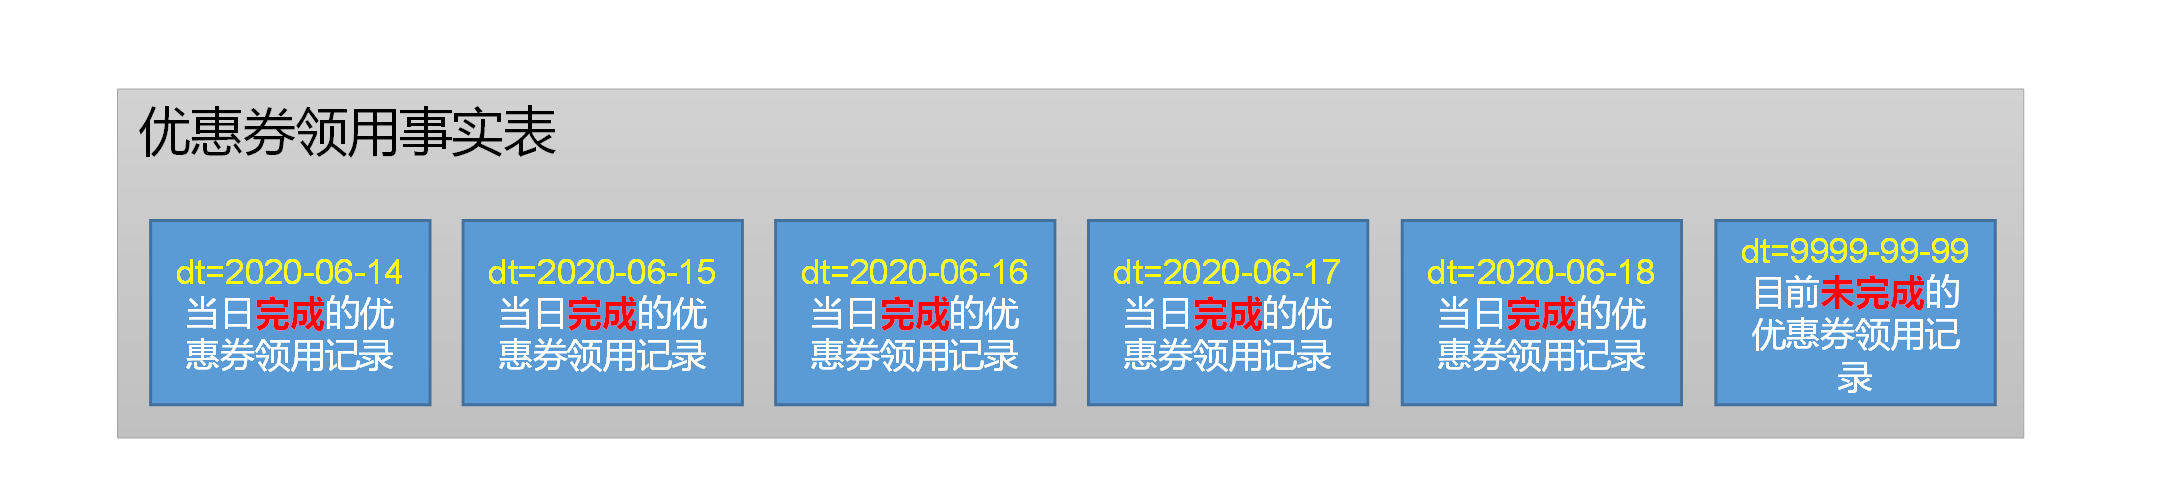 优惠券领用事实表
dt=2020-06-14
当日完成的优
惠券领用记录
dt=2020-06-15
当日完成的优
惠券领用记录
dt=2020-06-16
当日完成的优
惠券领用记录
dt=2020-06-17
当日完成的优
惠券领用记录
dt=2020-06-18
当日完成的优
惠券领用记录
dt=9999-99-99
目前未完成的
优惠券领用记
录